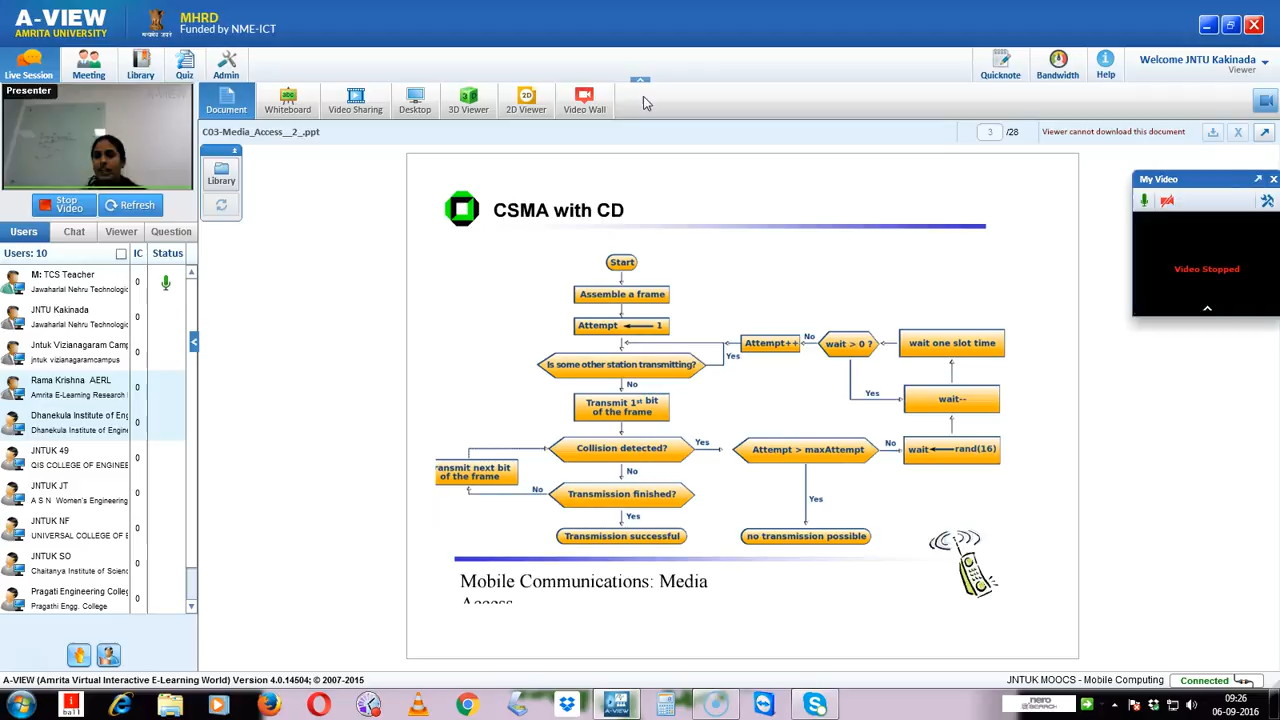 A-VIEW
AMRITA UNIVERSITY
MHRD
Funded by NME-ICT
Live Session
Meeting
Library
Quiz
Admin
Quicknote
Bandwidth
Help
Welcome JNTU Kakinada
Viewer
Presenter
A-VIEW
Document
Whiteboard
Video Sharing
Desktop
3D Viewer
2D Viewer
Video Wall
C03-Media_Access__2_.ppt
3 /28
Viewer cannot download this document
Library
Stop Video
Refresh
Users
Chat
Viewer
Question
Users: 10
IC
Status
M: TCS Teacher
Jawaharlal Nehru Technologic
0
JNTU Kakinada
Jawaharlal Nehru Technologic
0
Jntuk Vizianagaram Camp
jntuk vizianagaramcampus
0
Rama Krishna AERL
Amrita E-Learning Research
0
Dhanekula Institute of Eng
Dhanekula Institute of Engine
0
JNTUK 49
QIS COLLEGE OF ENGINEE
0
JNTUK JT
A S N Women's Engineering
0
JNTUK NF
UNIVERSAL COLLEGE OF E
0
JNTUK SO
Chaitanya Institute of Scienc
0
Pragati Engineering Colleg
Pragathi Engg. College
0
My Video
Video Stopped
CSMA with CD
Start
Assemble a frame
Attempt 1
Is some other station transmitting?
Yes
Attempt++
No
wait > 0 ?
wait one slot time
No
Transmit 1st bit
of the frame
Yes
wait--
Collision detected?
Yes
Attempt > maxAttempt
No
wait rand(16)
ransmit next bit
of the frame
No
No
Transmission finished?
Yes
Yes
Transmission successful
no transmission possible
Mobile Communications: Media
Access
A-VIEW (Amrita Virtual Interactive E-Learning World) Version 4.0.14504; © 2007-2015
JNTUK MOOCS - Mobile Computing
Connected
ball
A-VIEW
nero
SEARCH
09:26
06-09-2016